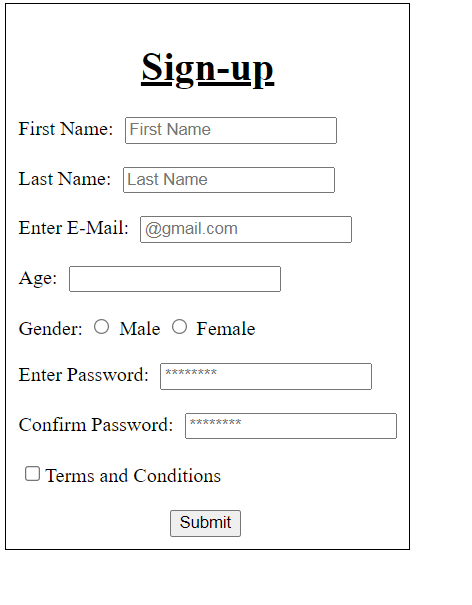 Sign-up
First Name: First Name
Last Name: Last Name
Enter E-Mail: @gmail.com
Age:
Gender: Male Female
Enter Password: ********
Confirm Password: ********
Terms and Conditions
Submit